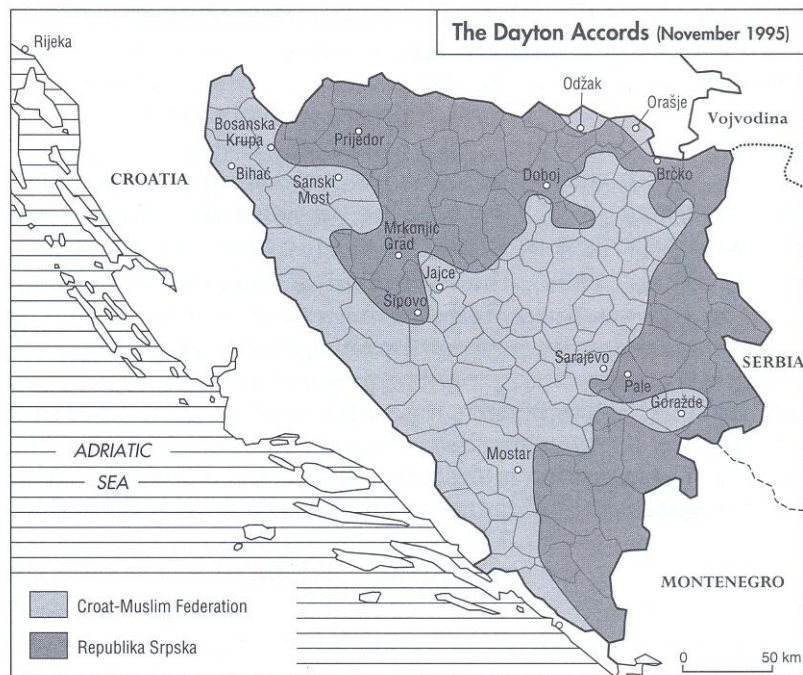 The Dayton Accords (November 1995)
Rijeka
Odžak
Orašje
Vojvodina
Bosanska
Krupa
Prijedor
Bihać
Sanski
Most
Doboj
Brčko
CROATIA
Mrkonjić
Grad
Jajce
Šipovo
Sarajevo
Pale
SERBIA
Goražde
Mostar
ADRIATIC
SEA
MONTENEGRO
Croat-Muslim Federation
Republika Srpska
0 50 km